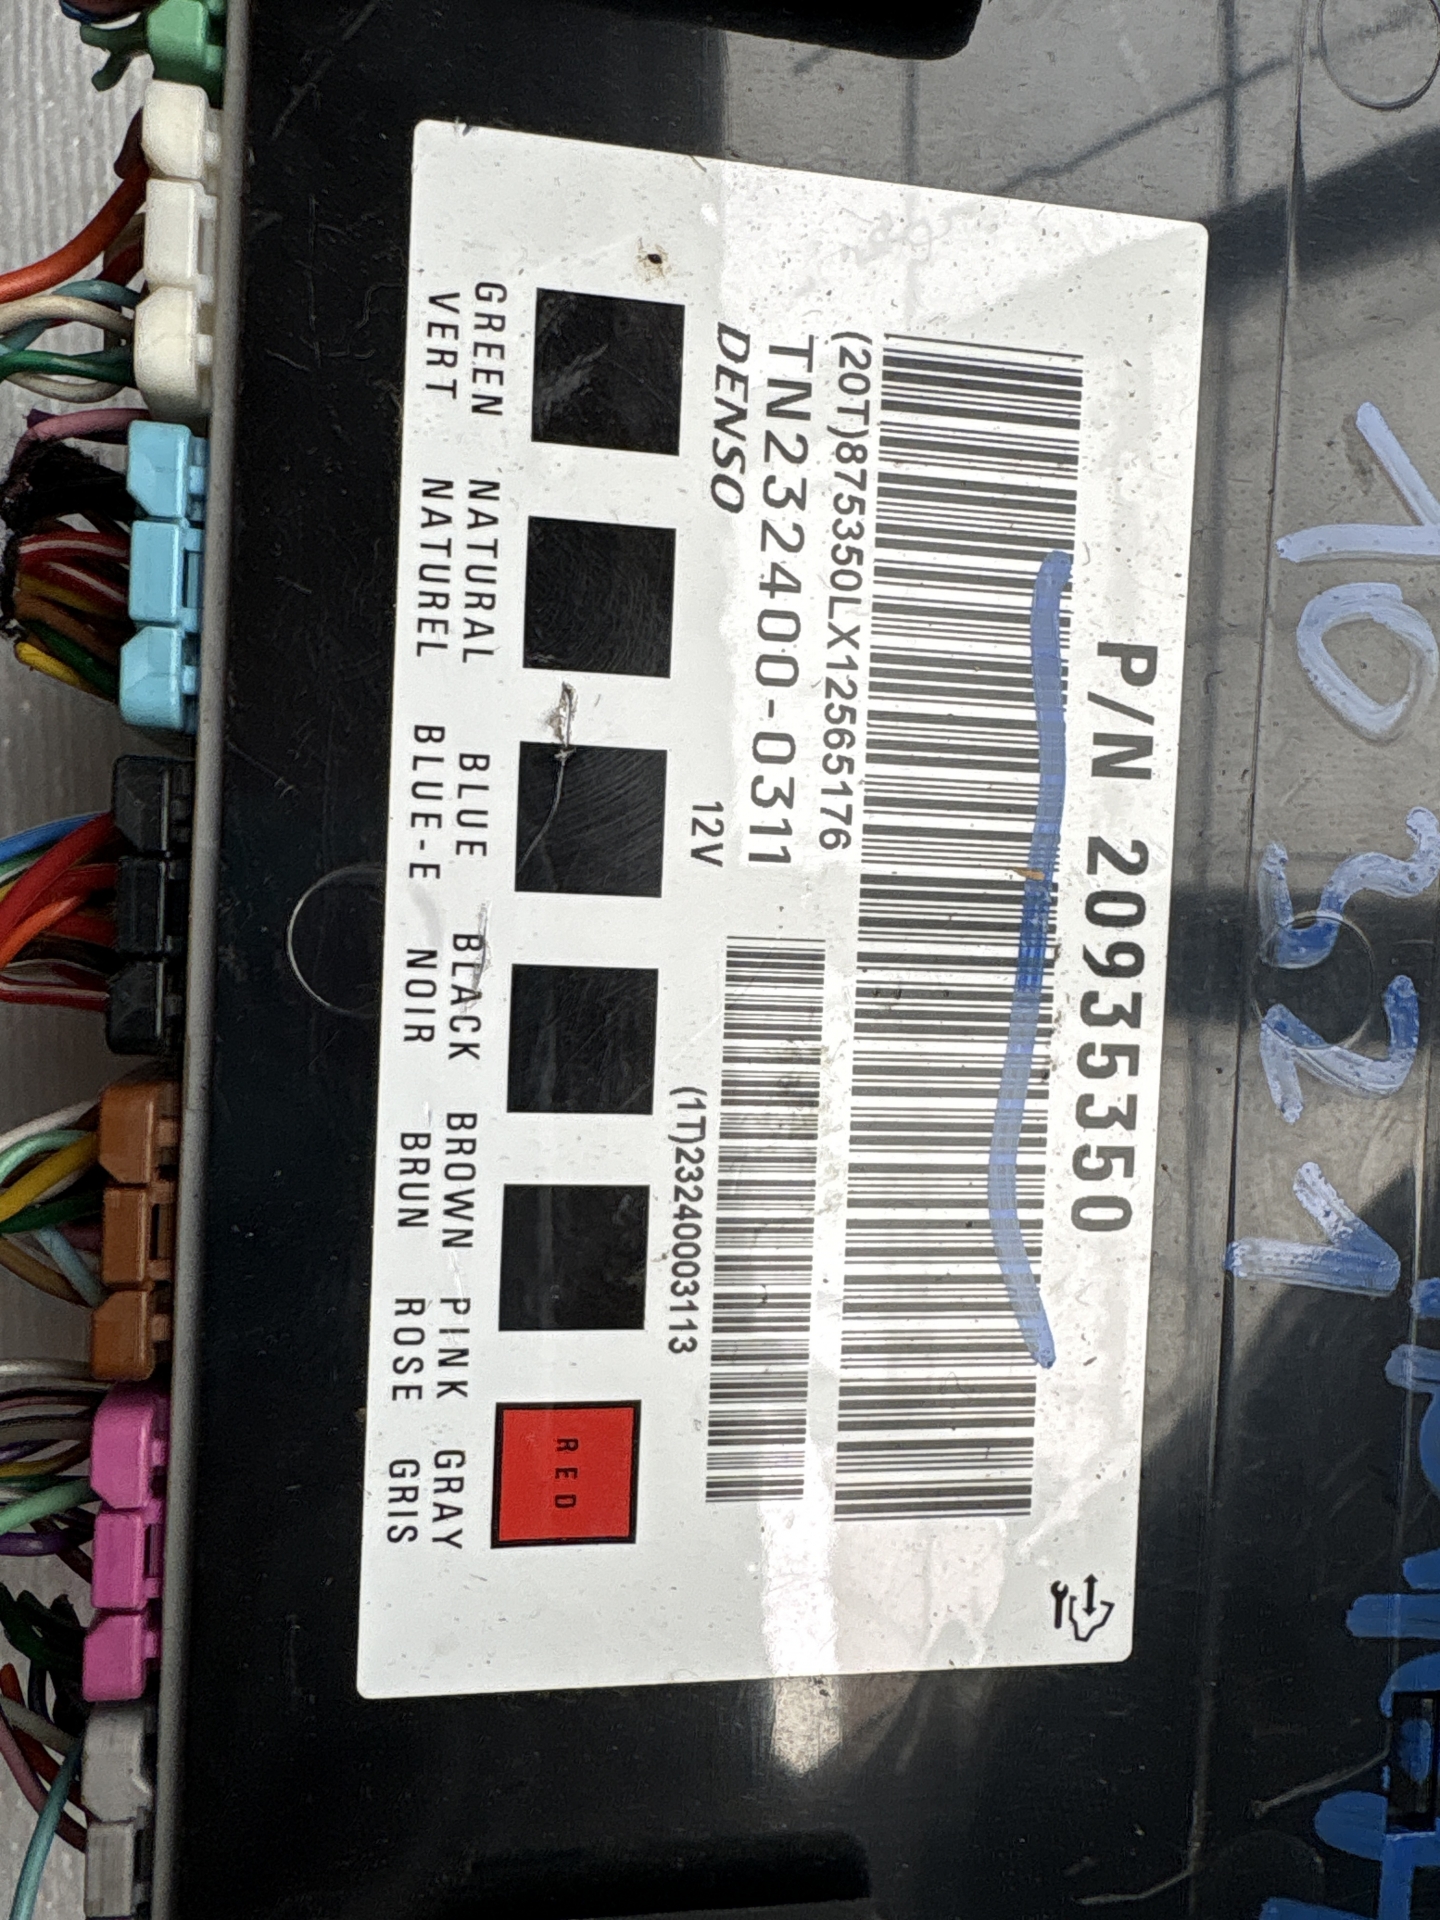 P/N 20935350
(20T)875350LX12565176
TN232400-0311
DENSO
12V
(1T)23240003113
RED
GREEN NATURAL BLUE BLACK BROWN PINK GRAY
VERT NATUREL BLUE-E NOIR BRUN ROSE GRIS